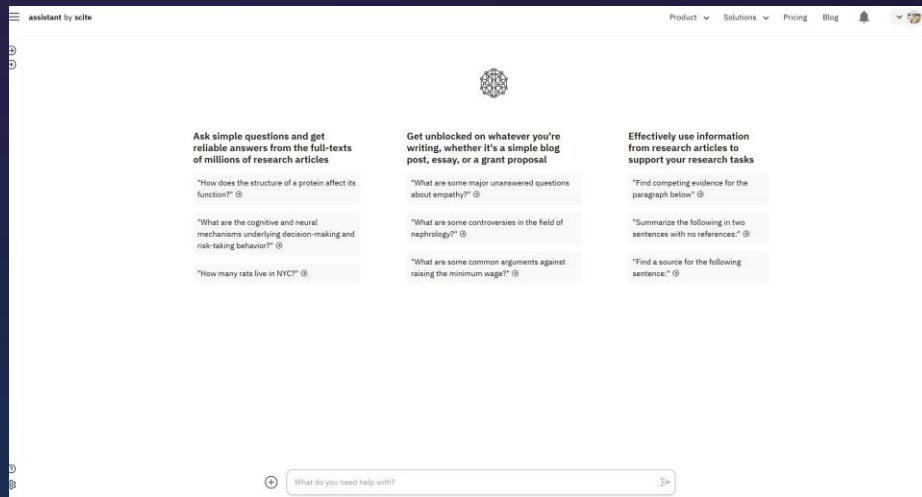 assistant by scite
Product Solutions Pricing Blog
Ask simple questions and get
reliable answers from the full-texts
of millions of research articles
"How does the structure of a protein affect its
function?"
"What are the cognitive and neural
mechanisms underlying decision-making and
risk-taking behavior?"
"How many rats live in NYC?"
Get unblocked on whatever you're
writing, whether it's a simple blog
post, essay, or a grant proposal
"What are some major unanswered questions
about empathy?"
"What are some controversies in the field of
nephrology?"
"What are some common arguments against
raising the minimum wage?"
Effectively use information
from research articles to
support your research tasks
"Find competing evidence for the
paragraph below"
"Summarize the following in two
sentences with no references:"
"Find a source for the following
sentence:"
What do you need help with?